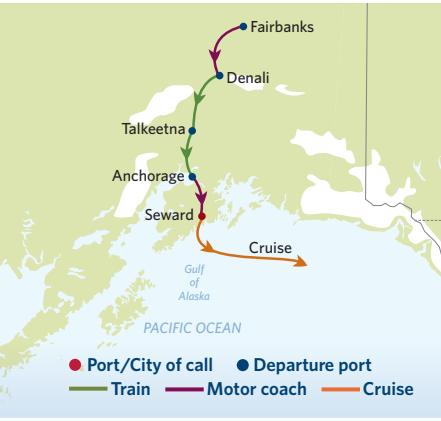 Fairbanks
Denali
Talkeetna
Anchorage
Seward
Cruise
Gulf
of
Alaska
PACIFIC OCEAN
Port/City of call Departure port
Train Motor coach Cruise